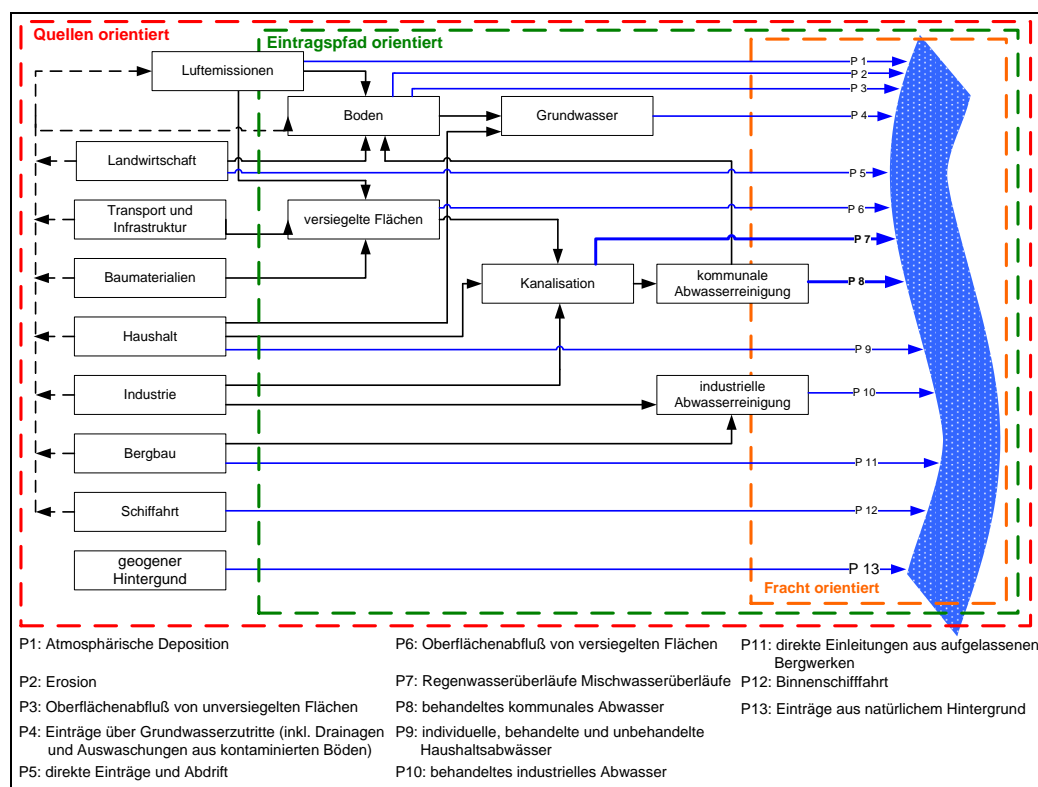 Quellen orientiert
Eintragspfad orientiert
Luftemissionen
P 1
P 2
P 3
Boden
Grundwasser
P 4
Landwirtschaft
P 5
Transport und
Infrastruktur
versiegelte Flächen
P 6
P 7
Baumaterialien
Kanalisation
kommunale
Abwasserreinigung
P 8
Haushalt
P 9
Industrie
industrielle
Abwasserreinigung
P 10
Bergbau
P 11
Schiffahrt
P 12
geogener
Hintergund
P 13
Fracht orientiert
P1: Atmosphärische Deposition
P2: Erosion
P3: Oberflächenabfluß von unversiegelten Flächen
P4: Einträge über Grundwasserzutritte (inkl. Drainagen
und Auswaschungen aus kontaminierten Böden)
P5: direkte Einträge und Abdrift
P6: Oberflächenabfluß von versiegelten Flächen
P7: Regenwasserüberläufe Mischwasserüberläufe
P8: behandeltes kommunales Abwasser
P9: individuelle, behandelte und unbehandelte
Haushaltsabwässer
P10: behandeltes industrielles Abwasser
P11: direkte Einleitungen aus aufgelassenen
Bergwerken
P12: Binnenschifffahrt
P13: Einträge aus natürlichem Hintergrund